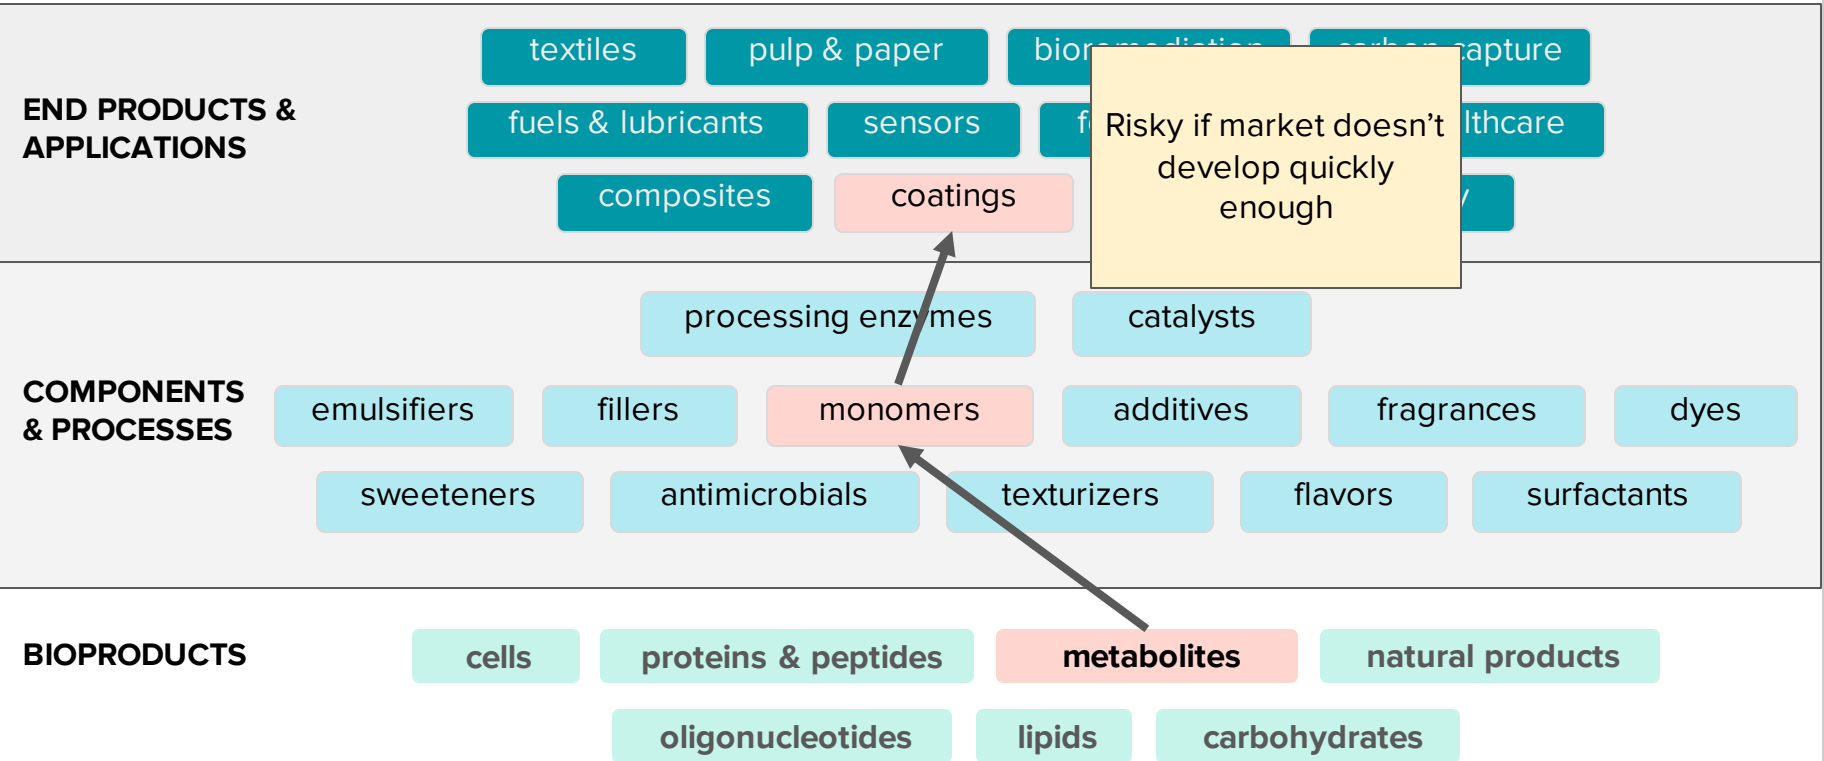 textiles pulp & paper capture
END PRODUCTS &
APPLICATIONS
fuels & lubricants sensors
composites coatings
Risky if market doesn’t
develop quickly
enough
processing enzymes catalysts
COMPONENTS
& PROCESSES
emulsifiers fillers monomers additives fragrances dyes
sweeteners antimicrobials texturizers flavors surfactants
BIOPRODUCTS
cells proteins & peptides metabolites natural products
oligonucleotides lipids carbohydrates